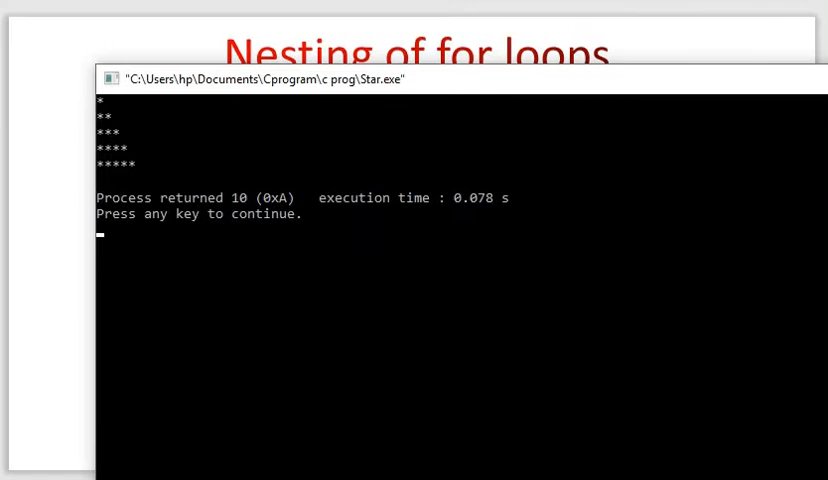 Nesting of for loops
"C:\Users\hp\Documents\Cprogram\c prog\Star.exe"
*
**
***
****
*****
Process returned 10 (0xA)   execution time : 0.078 s
Press any key to continue.